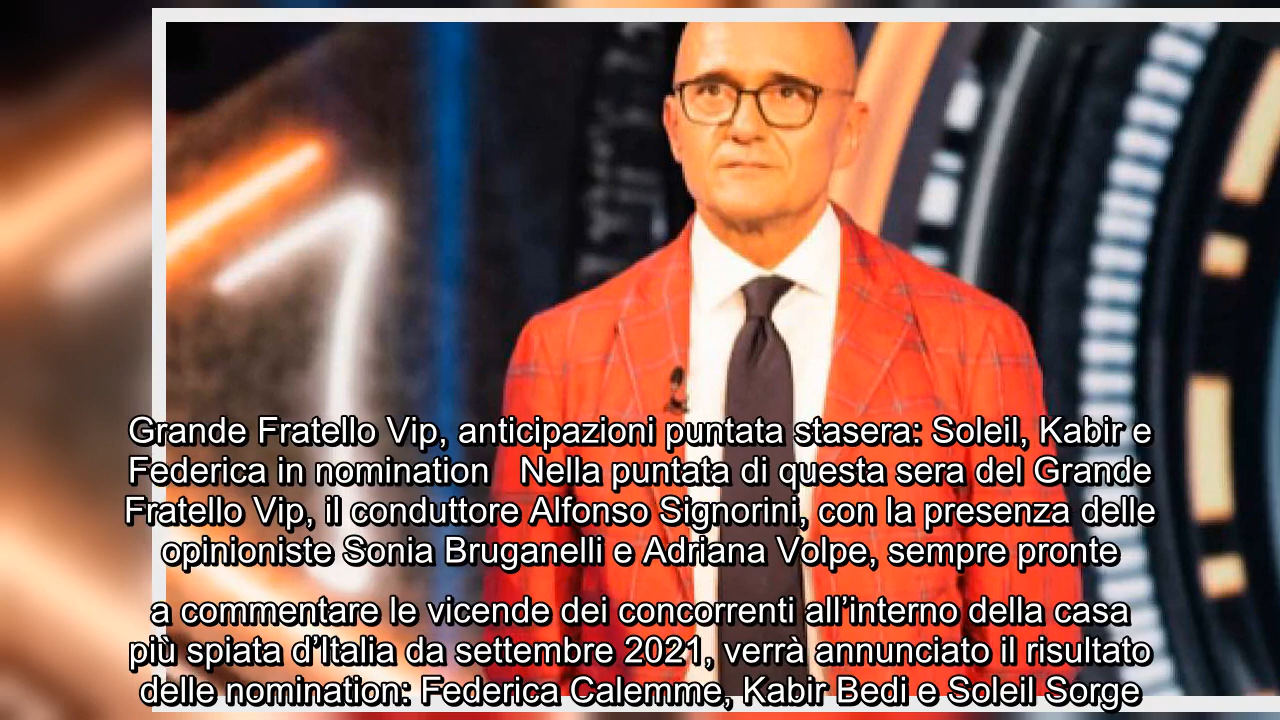 Grande Fratello Vip, anticipazioni puntata stasera: Soleil, Kabir e
Federica in nomination   Nella puntata di questa sera del Grande
Fratello Vip, il conduttore Alfonso Signorini, con la presenza delle
opinioniste Sonia Bruganelli e Adriana Volpe, sempre pronte
a commentare le vicende dei concorrenti all’interno della casa
più spiata d’Italia da settembre 2021, verrà annunciato il risultato
delle nomination: Federica Calemme, Kabir Bedi e Soleil Sorge